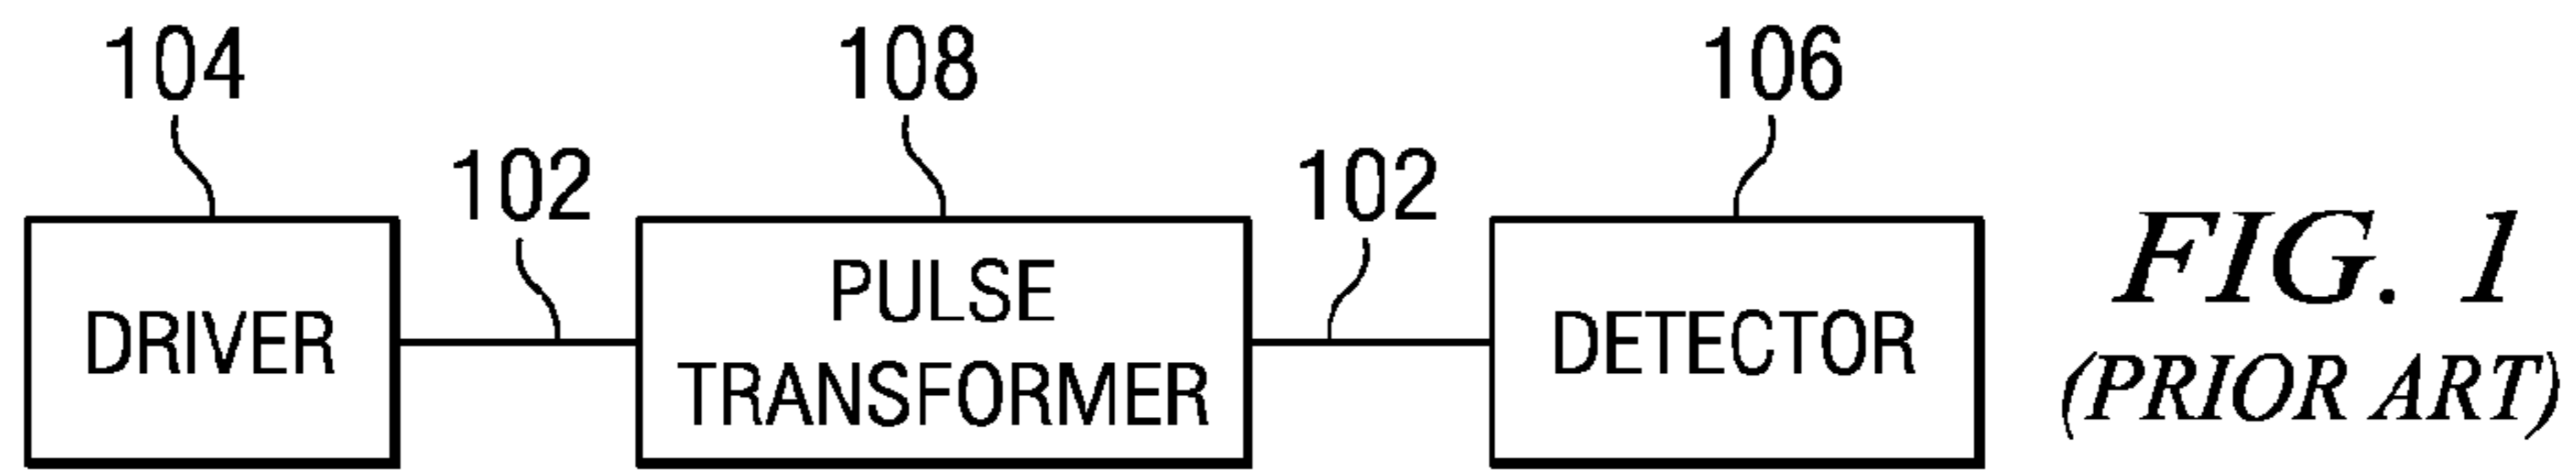 104
108
106
102
102
DRIVER
PULSE
TRANSFORMER
DETECTOR
FIG. 1
(PRIOR ART)